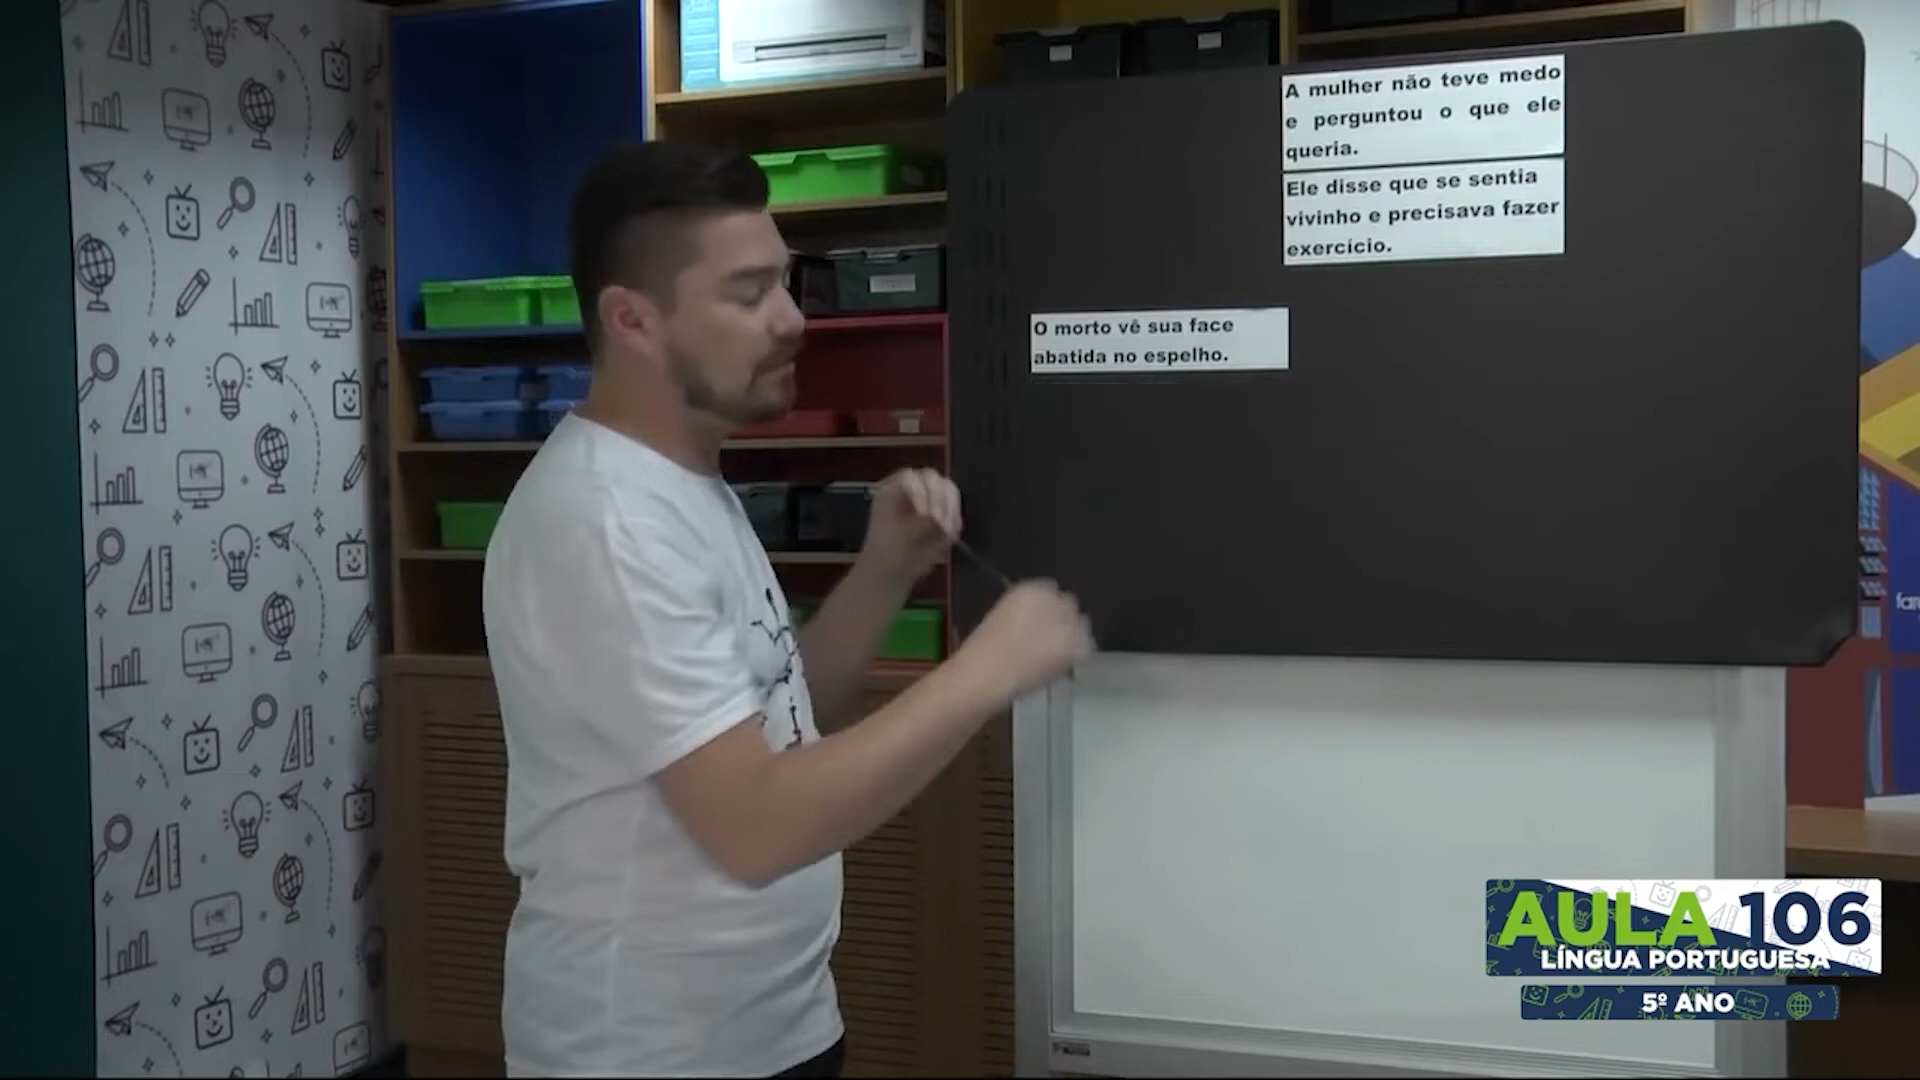 A mulher não teve medo
e perguntou o que ele
queria.
Ele disse que se sentia
vivinho e precisava fazer
exercício.
O morto vê sua face
abatida no espelho.
AULA 106
LÍNGUA PORTUGUESA
5º ANO